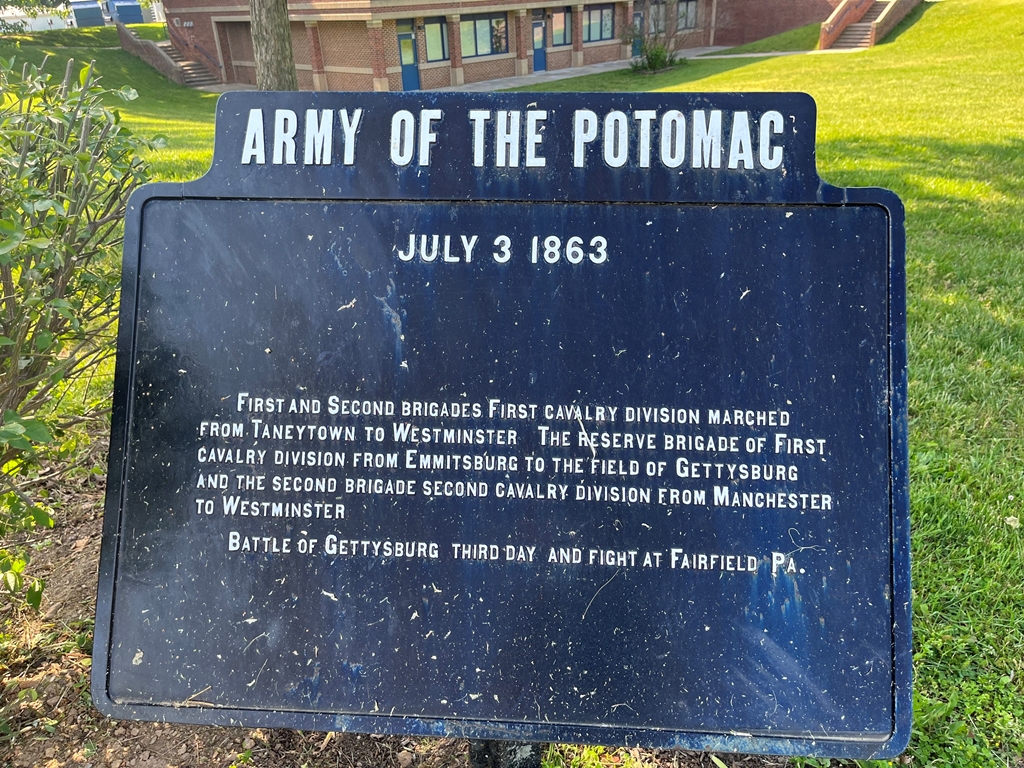 ARMY OF THE POTOMAC
JULY 3 1863
FIRST AND SECOND BRIGADES FIRST CAVALRY DIVISION MARCHED
FROM TANEYTOWN TO WESTMINSTER THE RESERVE BRIGADE OF FIRST
CAVALRY DIVISION FROM EMMITSBURG TO THE FIELD OF GETTYSBURG
AND THE SECOND BRIGADE SECOND CAVALRY DIVISION FROM MANCHESTER
TO WESTMINSTER
BATTLE OF GETTYSBURG THIRD DAY AND FIGHT AT FAIRFIELD PA.